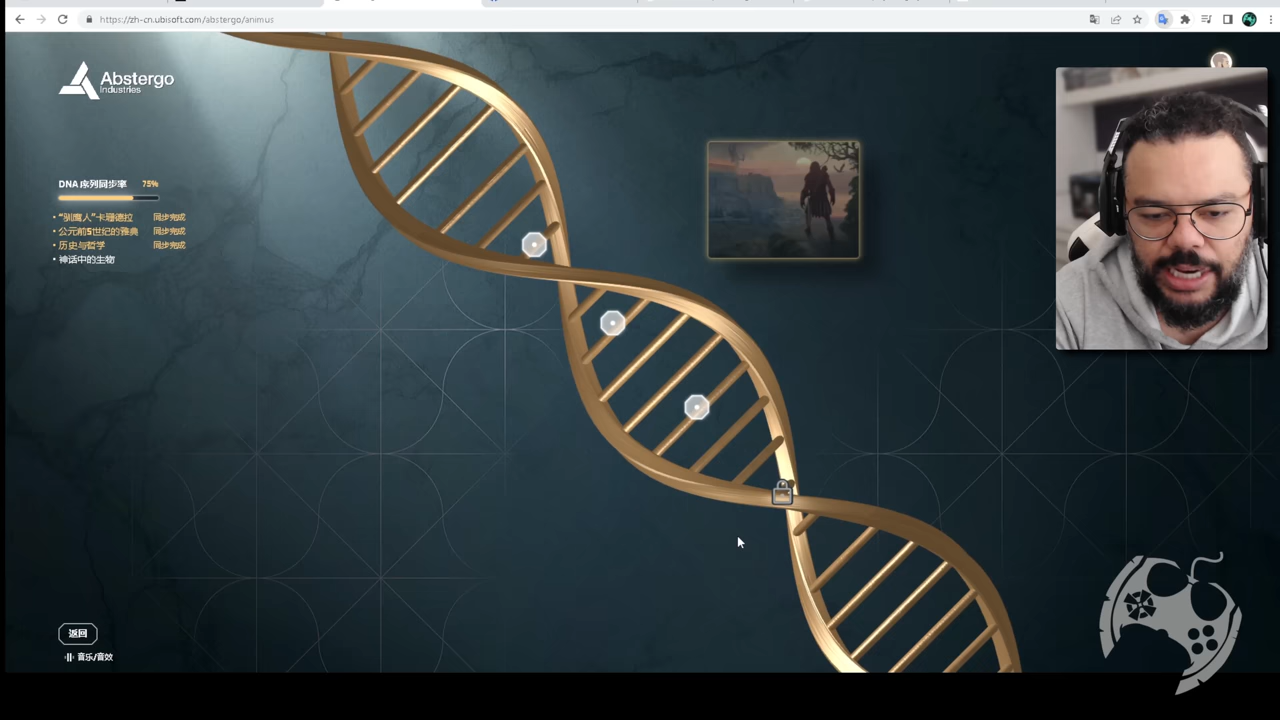 https://zh-cn.ubisoft.com/abstergo/animus
Abstergo
Industries
DNA 序列同步率 75%
• “驯鹰人”卡珊德拉 同步完成
• 公元前5世纪的雅典 同步完成
• 历史与哲学 同步完成
• 神话中的生物
返回
音乐/音效